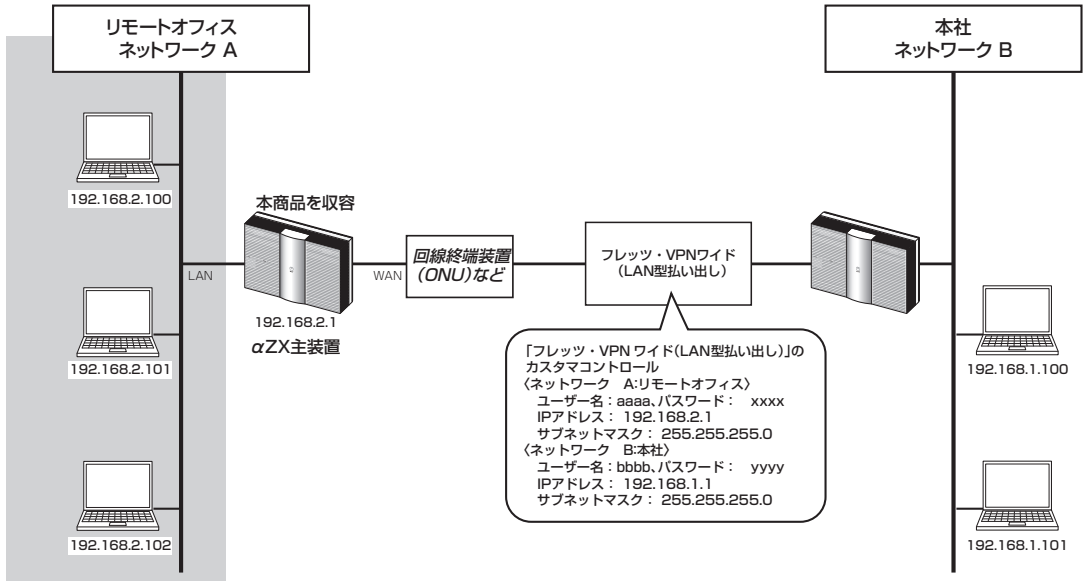 リモートオフィス
ネットワーク A
本社
ネットワーク B
192.168.2.100
本商品を収容
LAN
WAN
回線終端装置
(ONU)など
フレッツ・VPNワイド
(LAN型払い出し)
192.168.2.1
αZX主装置
192.168.2.101
192.168.1.100
「フレッツ・VPN ワイド(LAN型払い出し)」の
カスタマコントロール
〈ネットワーク A:リモートオフィス〉
ユーザー名:aaaa、パスワード: xxxx
IPアドレス: 192.168.2.1
サブネットマスク: 255.255.255.0
〈ネットワーク B:本社〉
ユーザー名:bbbb、パスワード: yyyy
IPアドレス: 192.168.1.1
サブネットマスク: 255.255.255.0
192.168.2.102
192.168.1.101